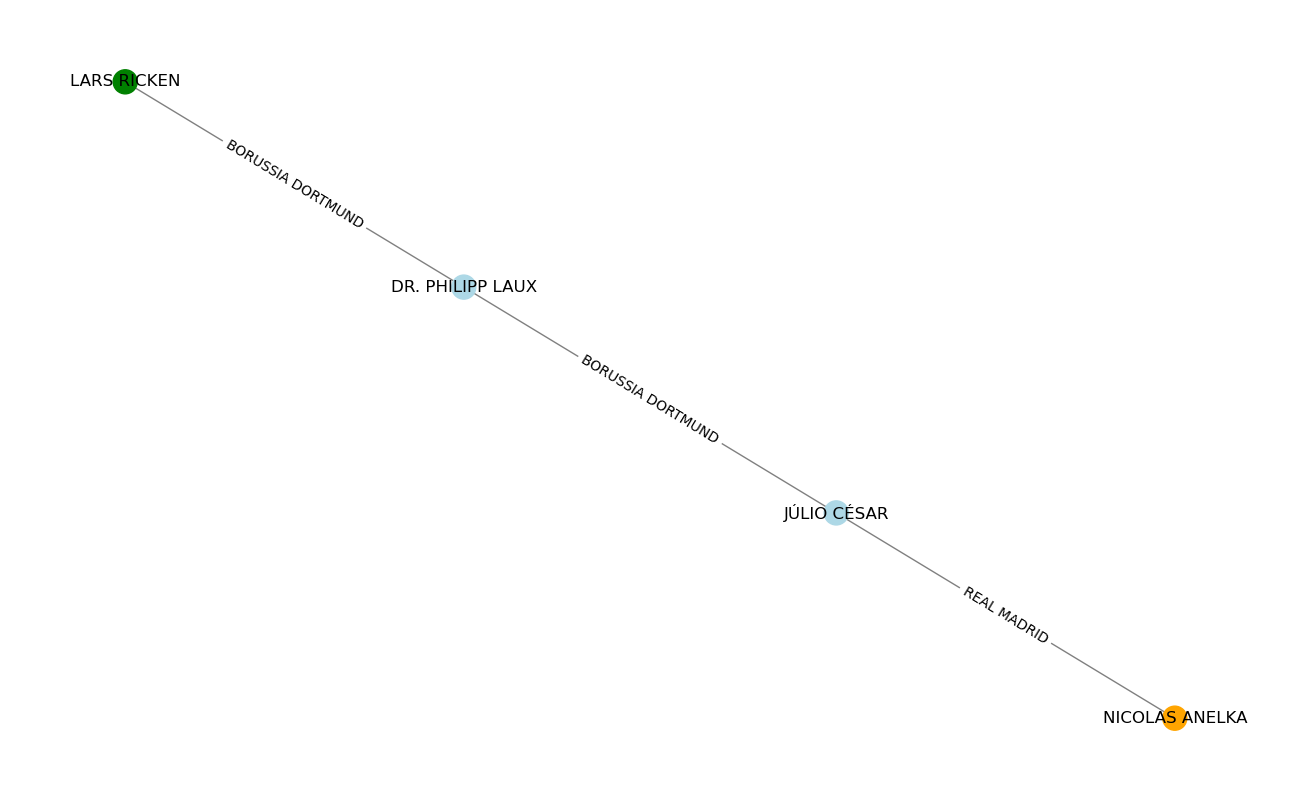 LARS RICKEN
BORUSSIA DORTMUND
DR. PHILIPP LAUX
BORUSSIA DORTMUND
JÚLIO CÉSAR
REAL MADRID
NICOLAS ANELKA